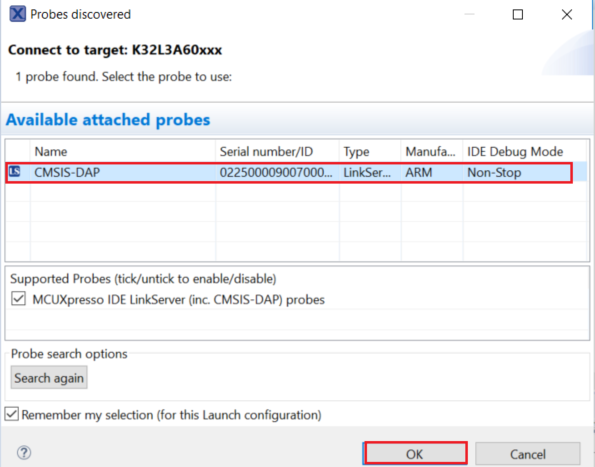 Probes discovered
Connect to target: K32L3A60xxx
1 probe found. Select the probe to use:
Available attached probes
Name Serial number/ID Type Manufa... IDE Debug Mode
LS CMSIS-DAP 022500009007000... LinkSer... ARM Non-Stop
Supported Probes (tick/untick to enable/disable)
MCUXpresso IDE LinkServer (inc. CMSIS-DAP) probes
Probe search options
Search again
Remember my selection (for this Launch configuration)
? OK Cancel